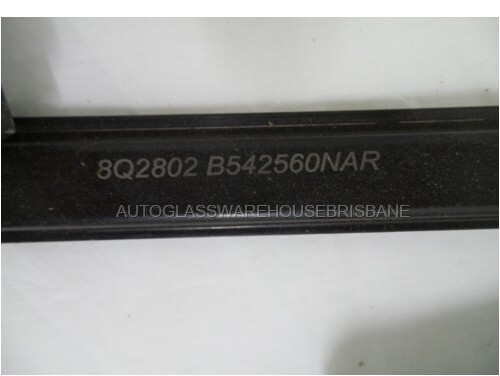 8Q2802 B542560NAR
AUTOGLASSWAREHOUSEBRISBANE